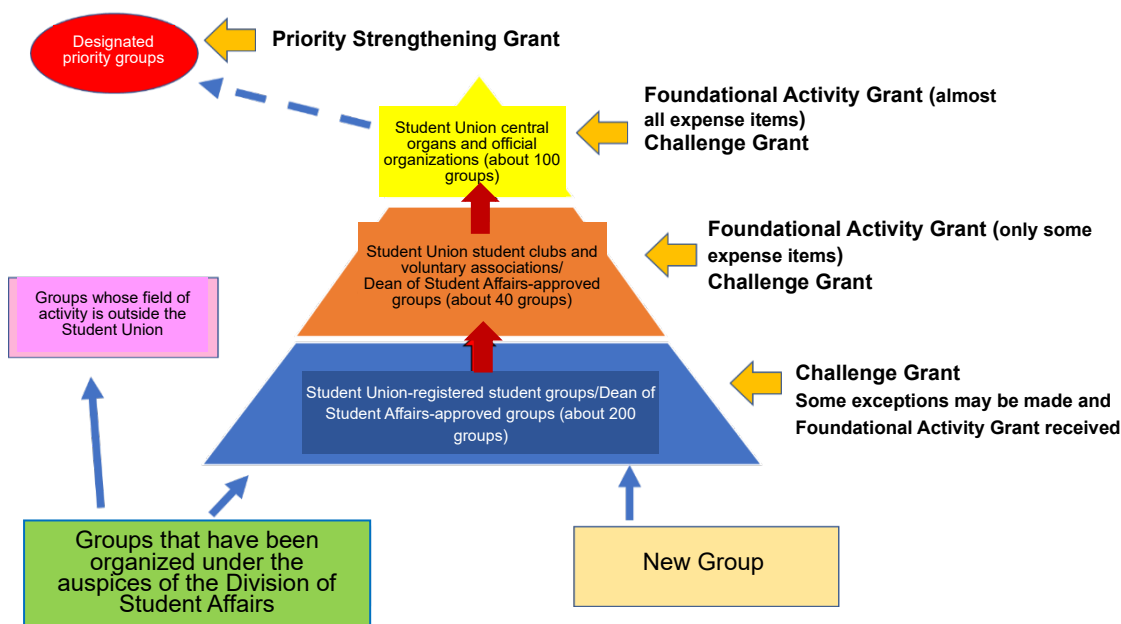 Designated
priority groups
Priority Strengthening Grant
Foundational Activity Grant (almost
all expense items)
Challenge Grant
Student Union central
organs and official
organizations (about 100
groups)
Foundational Activity Grant (only some
expense items)
Challenge Grant
Student Union student clubs and
voluntary associations/
Dean of Student Affairs-approved
groups (about 40 groups)
Groups whose field of
activity is outside the
Student Union
Challenge Grant
Some exceptions may be made and
Foundational Activity Grant received
Student Union-registered student groups/Dean of
Student Affairs-approved groups (about 200
groups)
Groups that have been
organized under the
auspices of the Division of
Student Affairs
New Group